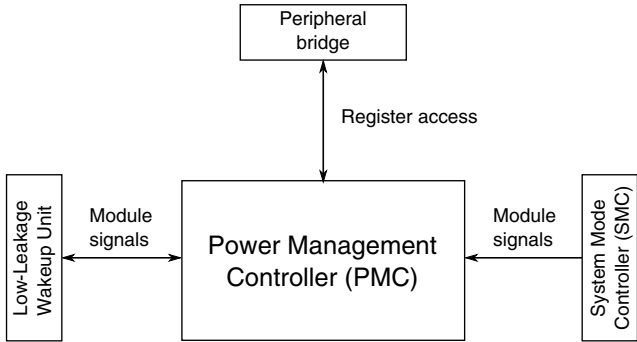 Peripheral
bridge
Register access
Low-Leakage
Wakeup Unit
Module
signals
Power Management
Controller (PMC)
Module
signals
System Mode
Controller (SMC)